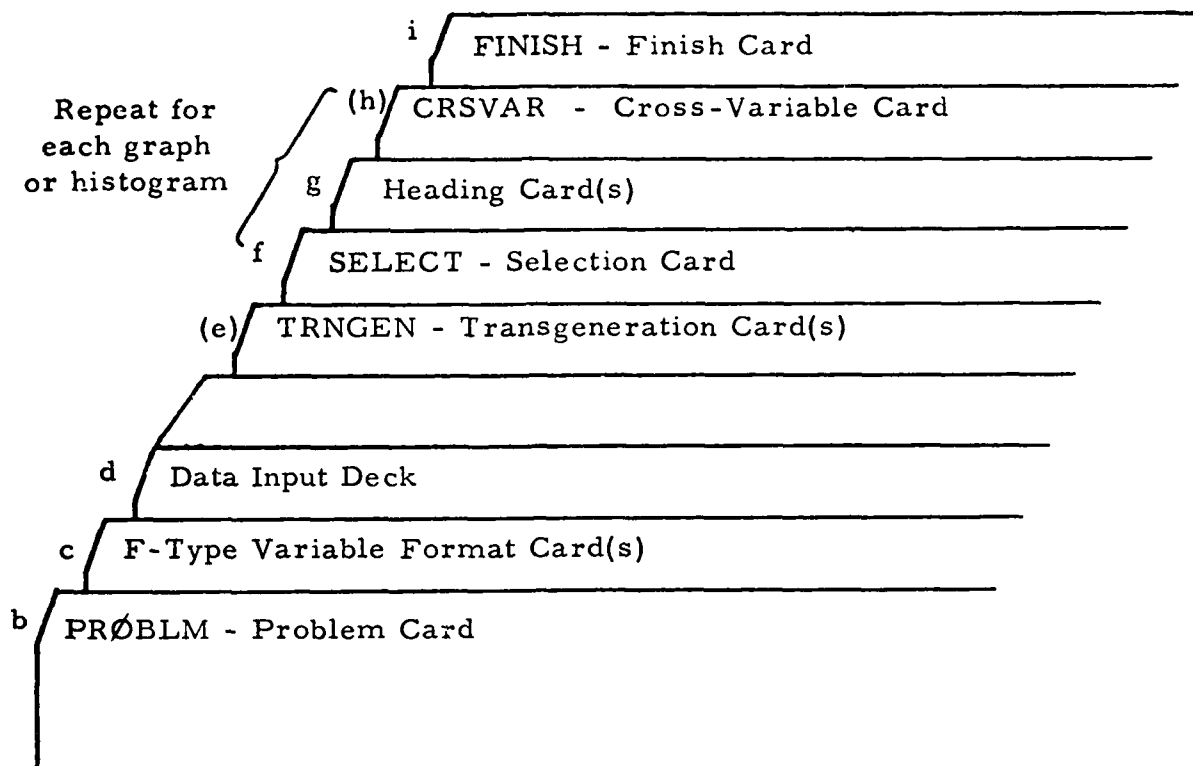 i FINISH - Finish Card
Repeat for
each graph
or histogram
(h) CRSVAR - Cross-Variable Card
g Heading Card(s)
f SELECT - Selection Card
(e) TRNGEN - Transgeneration Card(s)
d Data Input Deck
c F-Type Variable Format Card(s)
b PRØBLM - Problem Card